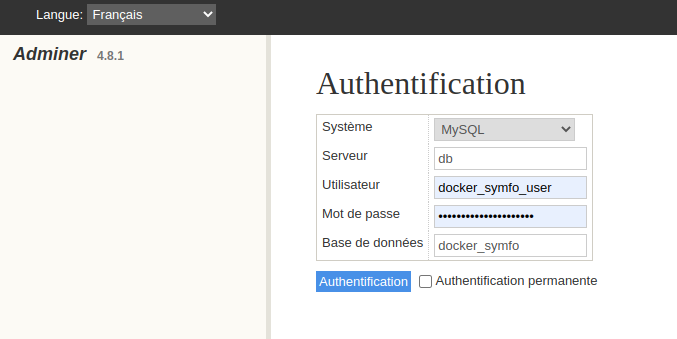 Langue: Français
Adminer 4.8.1
Authentification
Système MySQL
Serveur db
Utilisateur docker_symfo_user
Mot de passe •••••••••••••••••••••
Base de données docker_symfo
Authentification Authentification permanente